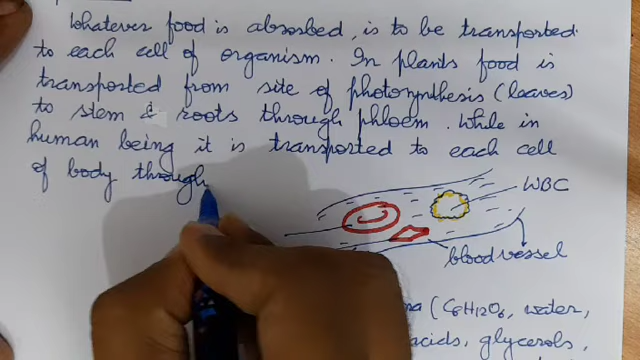 Whatever food is absorbed, is to be transported
to each cell of organism. In plants food is
transported from site of photosynthesis (leaves)
to stem & roots through phloem. While in
human being it is transported to each cell
of body through
WBC
blood vessel
(C6H12O6, water,
acids, glycerols,